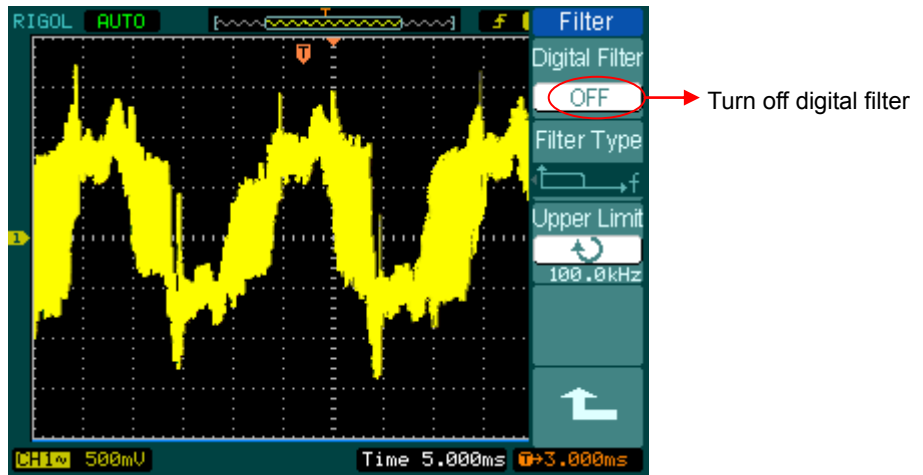 RIGOL AUTO T Filter
T
Digital Filter
OFF
Turn off digital filter
Filter Type
f
Upper Limit
1
100.0kHz
CH1~ 500mV Time 5.000ms T→3.000ms